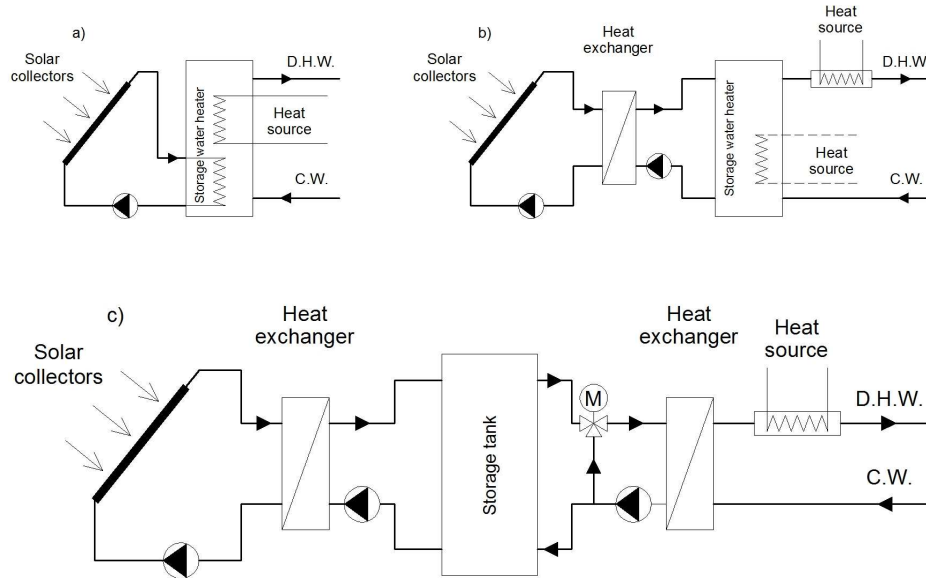 a)
Solar
collectors
Storage water heater
D.H.W.
Heat
source
C.W.
b)
Solar
collectors
Heat
exchanger
Storage water heater
Heat
source
D.H.W.
Heat
source
C.W.
c)
Solar
collectors
Heat
exchanger
Storage tank
M
Heat
exchanger
Heat
source
D.H.W.
C.W.